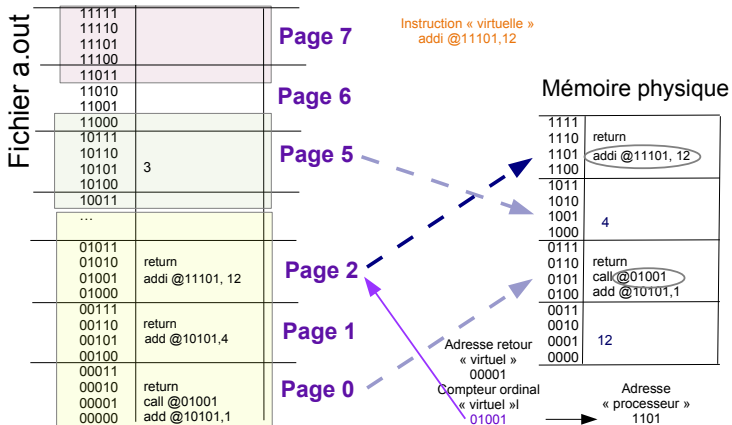 Fichier a.out
11111
11110
11101
11100
Page 7
11011
11010
11001
11000
Page 6
10111
10110
10101 3
10100
Page 5
10011
...
01011
01010 return
01001 addi @11101, 12
01000
Page 2
00111
00110 return
00101 add @10101,4
00100
Page 1
00011
00010 return
00001 call @01001
00000 add @10101,1
Page 0
Instruction « virtuelle »
addi @11101,12
Mémoire physique
1111
1110 return
1101 addi @11101, 12
1100
1011
1010
1001 4
1000
0111
0110 return
0101 call @01001
0100 add @10101,1
0011
0010
0001 12
0000
Adresse retour
« virtuel »
00001
Compteur ordinal
« virtuel »l
01001
Adresse
« processeur »
1101